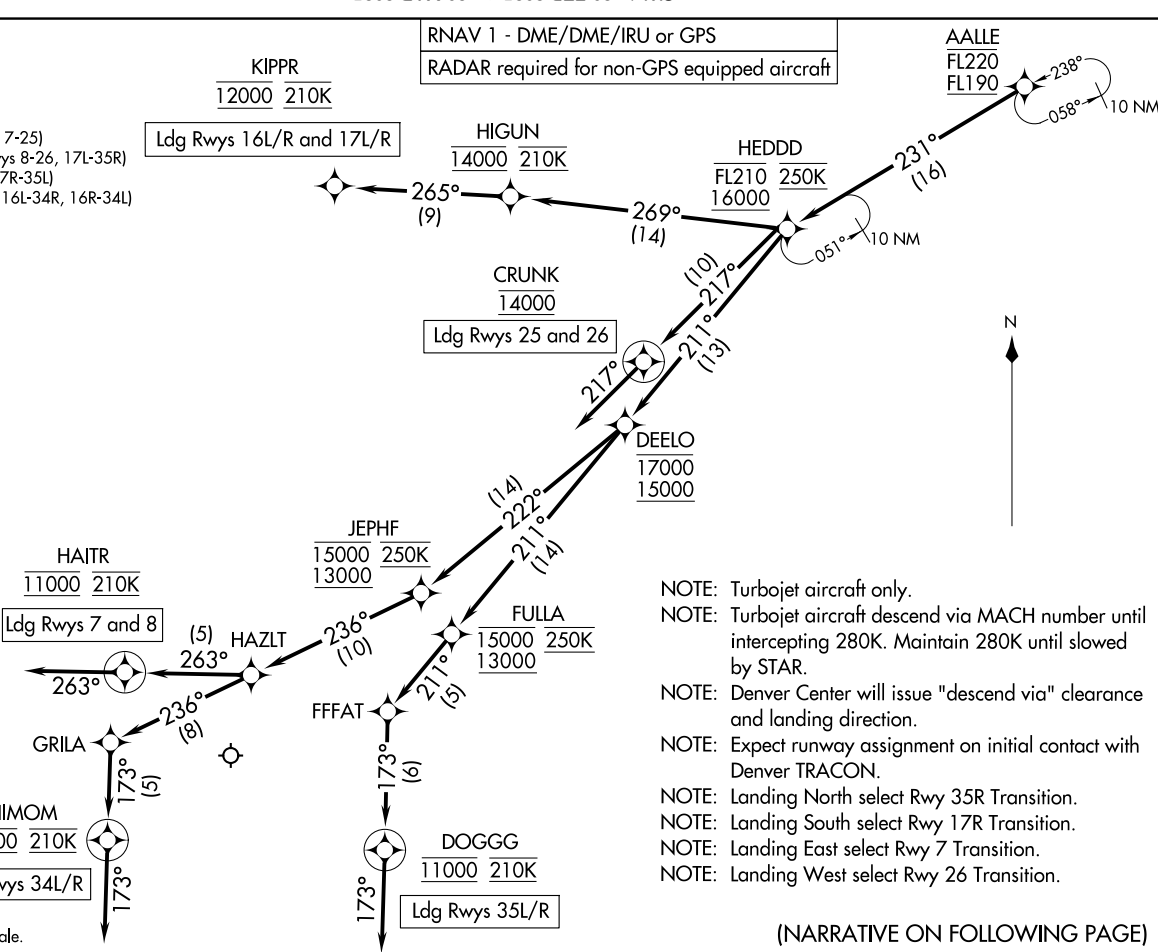 RNAV 1 - DME/DME/IRU or GPS
RADAR required for non-GPS equipped aircraft
AALLE
FL220
FL190
238°
058°
10 NM
KIPPR
12000 210K
Ldg Rwys 16L/R and 17L/R
7-25)
8-26, 17L-35R)
7R-35L)
16L-34R, 16R-34L)
HIGUN
14000 210K
HEDDD
FL210 250K
16000
231°
(16)
265°
(9)
269°
(14)
051°
10 NM
CRUNK
14000
Ldg Rwys 25 and 26
(10)
217°
211°
(13)
217°
N
DEELO
17000
15000
(14)
222°
211°
(14)
JEPHF
15000 250K
13000
HAITR
11000 210K
Ldg Rwys 7 and 8
(5)
263°
263°
HAZLT
236°
(10)
FULLA
15000 250K
13000
211°
(5)
FFFAT
236°
(8)
GRILA
173°
(5)
173°
(6)
210K
34L/R
173°
DOGGG
11000 210K
Ldg Rwys 35L/R
173°
NOTE: Turbojet aircraft only.
NOTE: Turbojet aircraft descend via MACH number until
intercepting 280K. Maintain 280K until slowed
by STAR.
NOTE: Denver Center will issue "descend via" clearance
and landing direction.
NOTE: Expect runway assignment on initial contact with
Denver TRACON.
NOTE: Landing North select Rwy 35R Transition.
NOTE: Landing South select Rwy 17R Transition.
NOTE: Landing East select Rwy 7 Transition.
NOTE: Landing West select Rwy 26 Transition.
(NARRATIVE ON FOLLOWING PAGE)